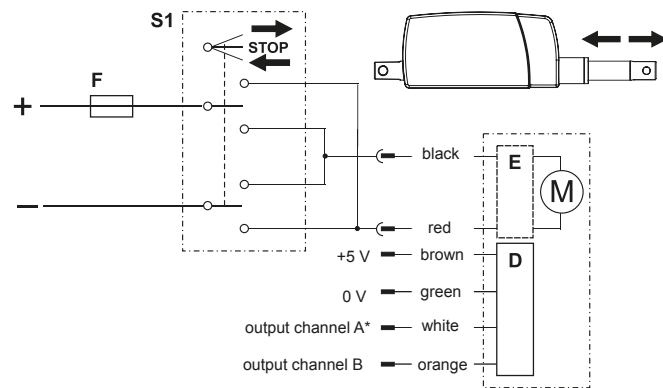 S1
STOP
F
+
−
black
E
M
red
+5 V brown
D
0 V green
output channel A* white
output channel B orange